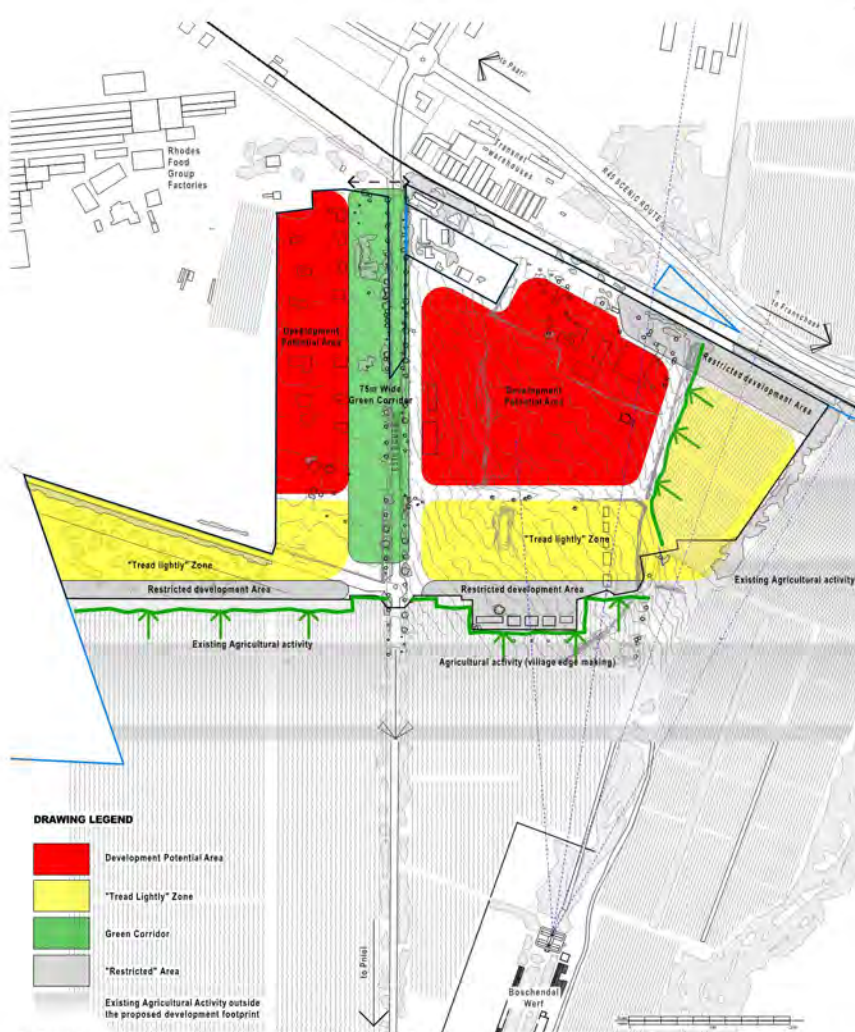 to Paarl
Transnet
warehouses
Rhodes
Food
Group
Factories
R45 SCENIC ROUTE
to Franschoek
Development
Potential Area
75m Wide
Green Corridor
Development
Potential Area
Restricted development Area
"Tread lightly" Zone
"Tread lightly" Zone
Restricted development Area
Restricted development Area
Existing Agricultural activity
Existing Agricultural activity
Agricultural activity (village edge making)
DRAWING LEGEND
Development Potential Area
"Tread Lightly" Zone
Green Corridor
"Restricted" Area
Existing Agricultural Activity outside
the proposed development footprint
to Pniel
Boschendal
Werf